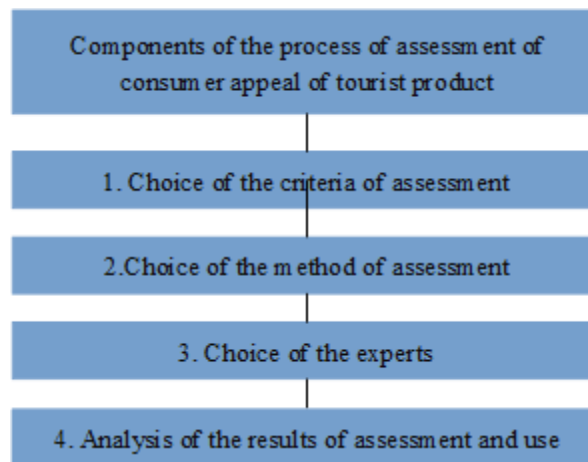 Components of the process of assessment of
consumer appeal of tourist product
1. Choice of the criteria of assessment
2.Choice of the method of assessment
3. Choice of the experts
4. Analysis of the results of assessment and use